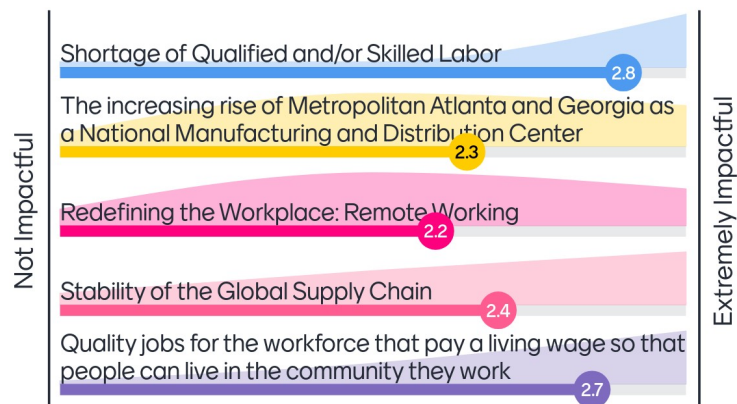 Shortage of Qualified and/or Skilled Labor
2.8
The increasing rise of Metropolitan Atlanta and Georgia as
a National Manufacturing and Distribution Center
2.3
Redefining the Workplace: Remote Working
2.2
Stability of the Global Supply Chain
2.4
Quality jobs for the workforce that pay a living wage so that
people can live in the community they work
2.7
Not Impactful
Extremely Impactful